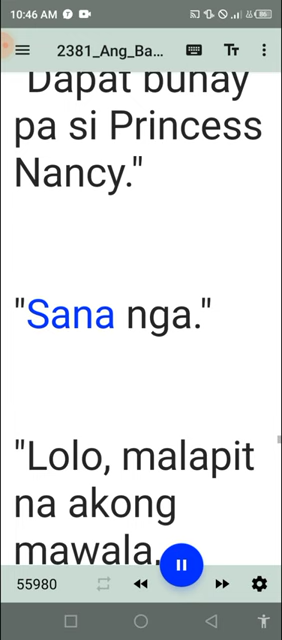 10:46 AM
2381_Ang_Ba...
"Dapat buhay
pa si Princess
Nancy."
"Sana nga."
"Lolo, malapit
na akong
mawala.
55980